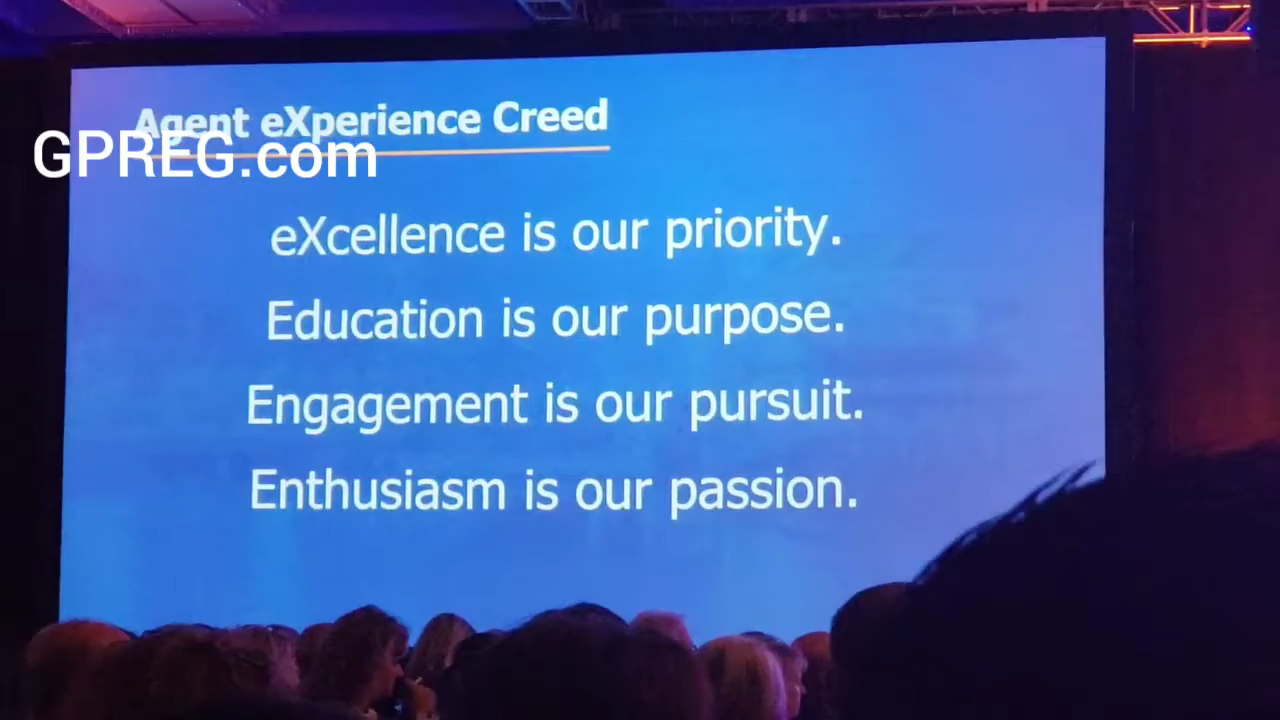 Agent eXperience Creed
GPREG.com
eXcellence is our priority.
Education is our purpose.
Engagement is our pursuit.
Enthusiasm is our passion.